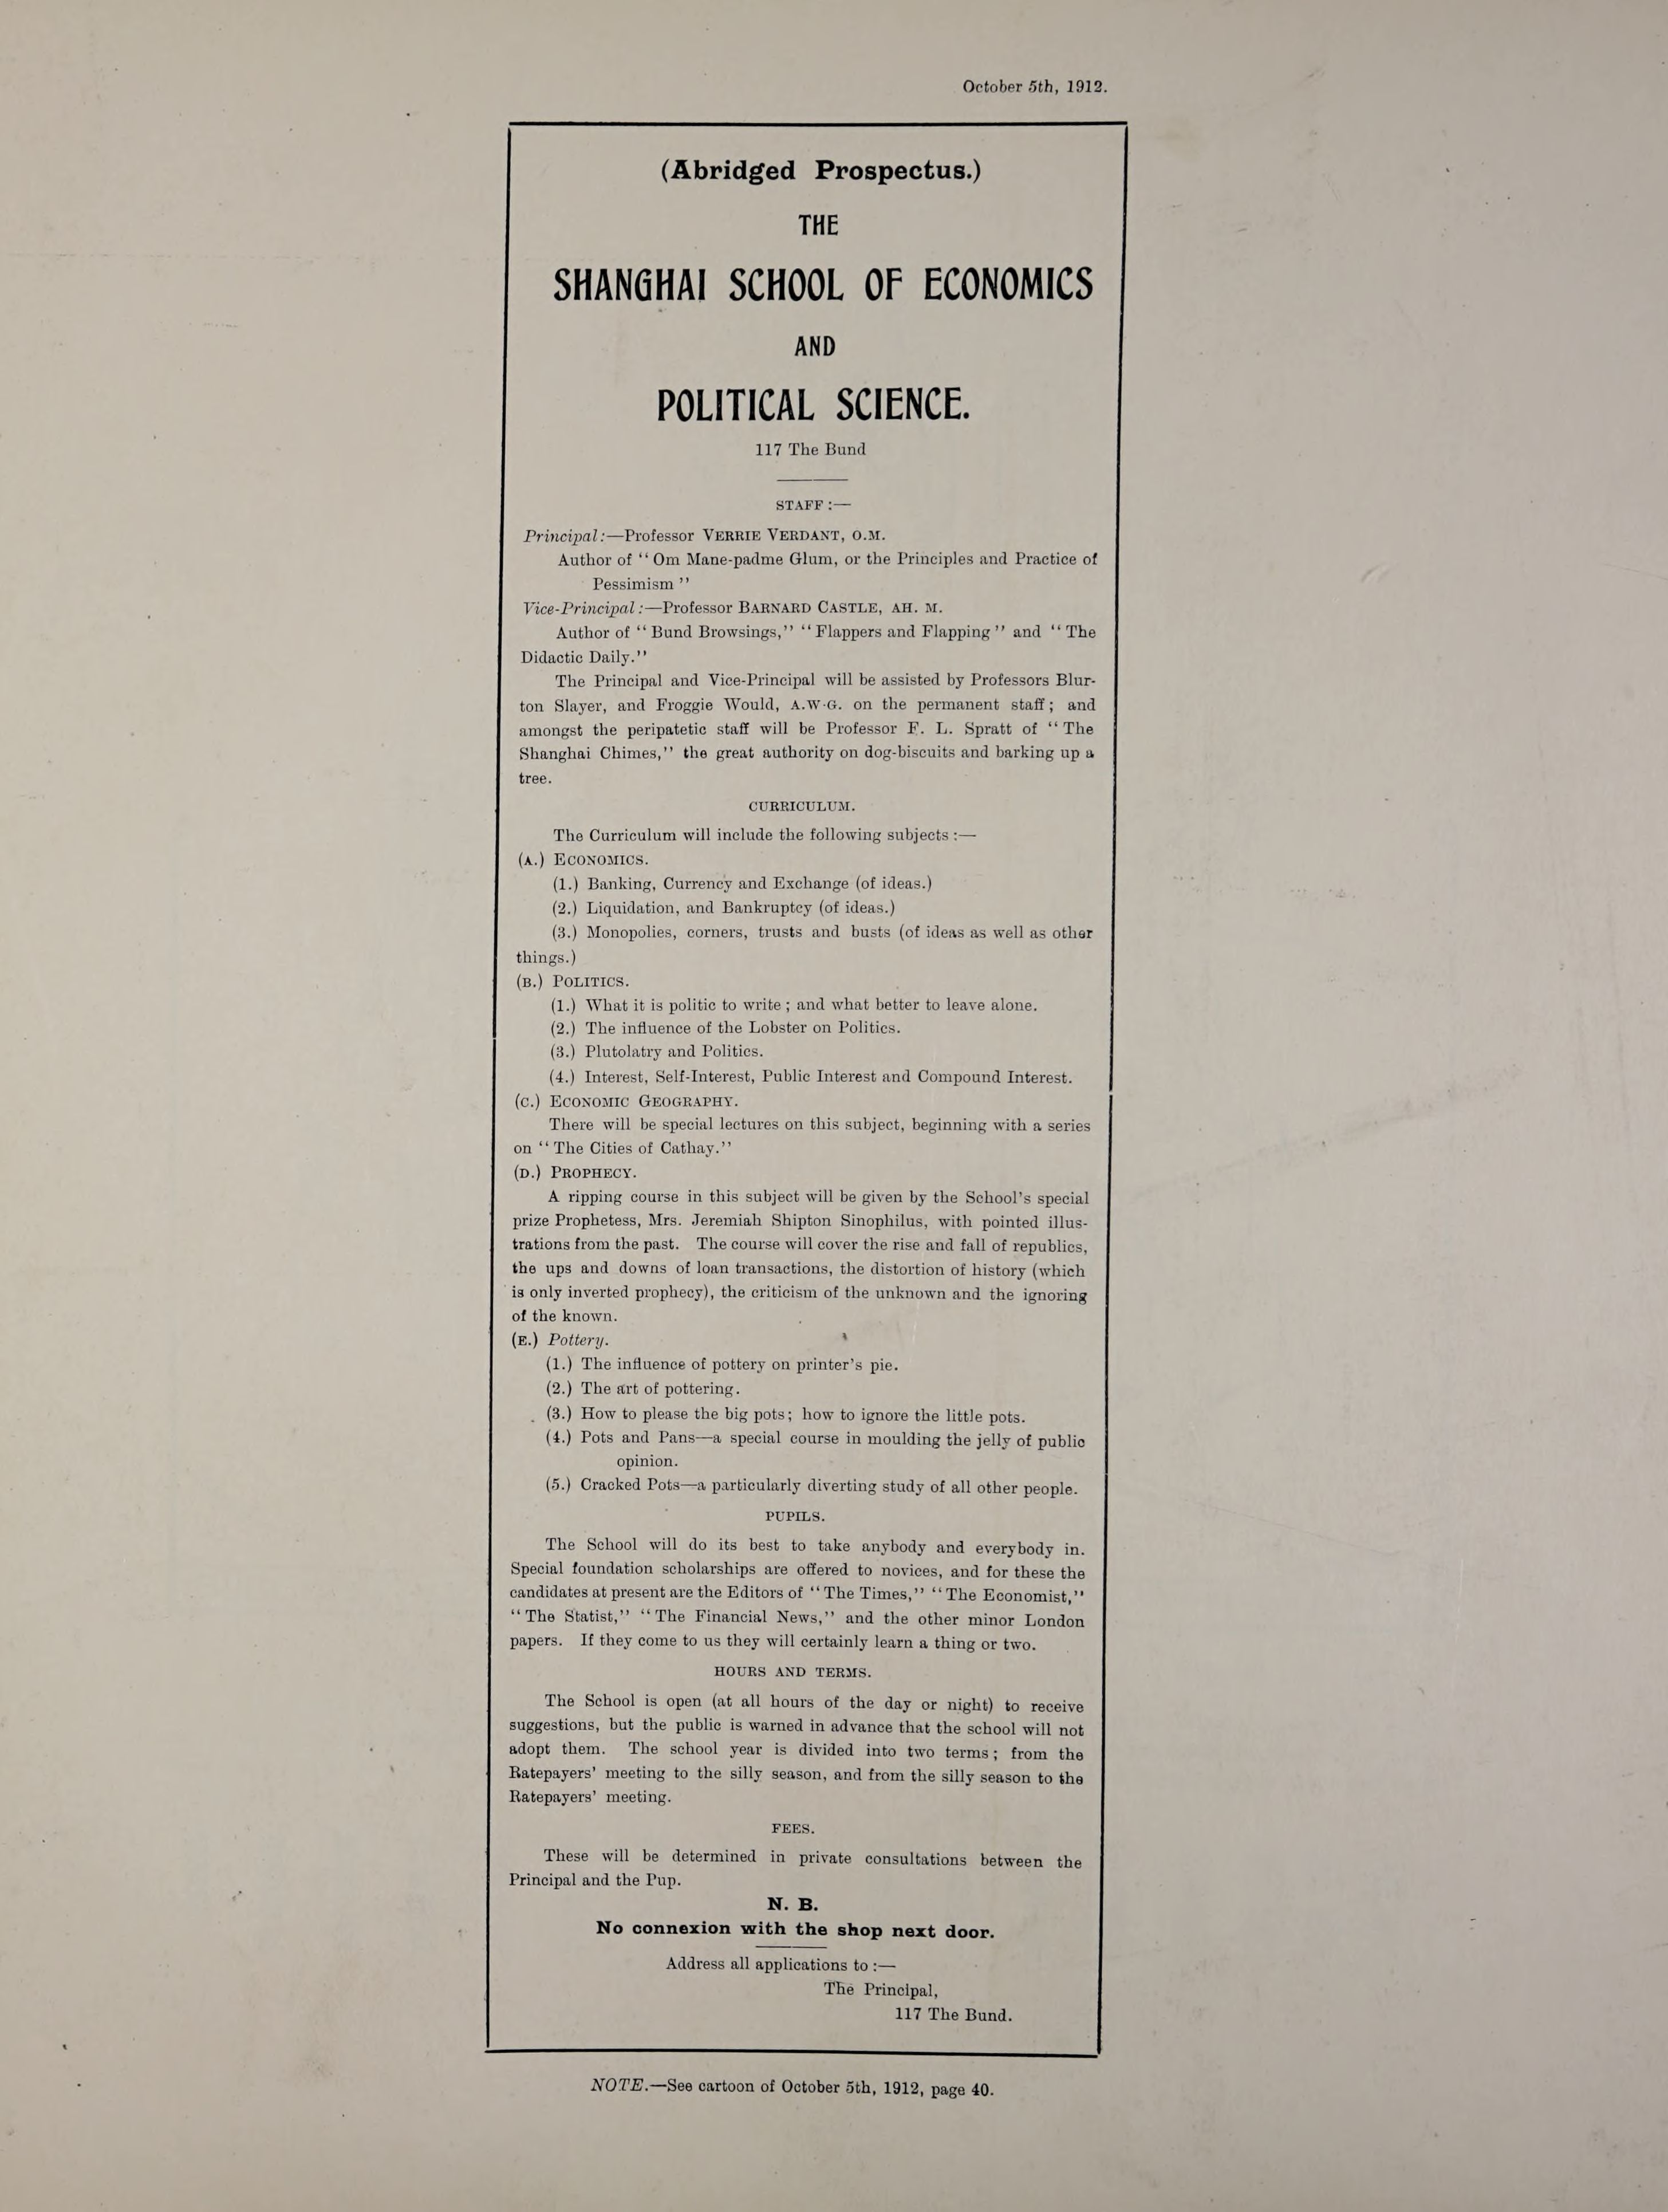 October 5th, 1912.
(Abridged Prospectus.)
THE
SHANGHAI SCHOOL OF ECONOMICS
AND
POLITICAL SCIENCE.
117 The Bund
STAFF :—
Principal:—Professor VERRIE VERDANT, O.M.
Author of “Om Mane-padme Glum, or the Principles and Practice of
Pessimism”
Vice-Principal:—Professor BARNARD CASTLE, AH. M.
Author of “Bund Browsings,” “Flappers and Flapping” and “The
Didactic Daily.”
The Principal and Vice-Principal will be assisted by Professors Blur-
ton Slayer, and Froggie Would, A.W.G. on the permanent staff; and
amongst the peripatetic staff will be Professor F. L. Spratt of “The
Shanghai Chimes,” the great authority on dog-biscuits and barking up a
tree.
CURRICULUM.
The Curriculum will include the following subjects :—
(A.) ECONOMICS.
(1.) Banking, Currency and Exchange (of ideas.)
(2.) Liquidation, and Bankruptcy (of ideas.)
(3.) Monopolies, corners, trusts and busts (of ideas as well as other
things.)
(B.) POLITICS.
(1.) What it is politic to write ; and what better to leave alone.
(2.) The influence of the Lobster on Politics.
(3.) Plutolatry and Politics.
(4.) Interest, Self-Interest, Public Interest and Compound Interest.
(C.) ECONOMIC GEOGRAPHY.
There will be special lectures on this subject, beginning with a series
on “The Cities of Cathay.”
(D.) PROPHECY.
A ripping course in this subject will be given by the School’s special
prize Prophetess, Mrs. Jeremiah Shipton Sinophilus, with pointed illus-
trations from the past. The course will cover the rise and fall of republics,
the ups and downs of loan transactions, the distortion of history (which
is only inverted prophecy), the criticism of the unknown and the ignoring
of the known.
(E.) Pottery.
(1.) The influence of pottery on printer’s pie.
(2.) The art of pottering.
(3.) How to please the big pots; how to ignore the little pots.
(4.) Pots and Pans—a special course in moulding the jelly of public
opinion.
(5.) Cracked Pots—a particularly diverting study of all other people.
PUPILS.
The School will do its best to take anybody and everybody in.
Special foundation scholarships are offered to novices, and for these the
candidates at present are the Editors of “The Times,” “The Economist,”
“The Statist,” “The Financial News,” and the other minor London
papers. If they come to us they will certainly learn a thing or two.
HOURS AND TERMS.
The School is open (at all hours of the day or night) to receive
suggestions, but the public is warned in advance that the school will not
adopt them. The school year is divided into two terms; from the
Ratepayers’ meeting to the silly season, and from the silly season to the
Ratepayers’ meeting.
FEES.
These will be determined in private consultations between the
Principal and the Pup.
N. B.
No connexion with the shop next door.
Address all applications to :—
The Principal,
117 The Bund.
NOTE.—See cartoon of October 5th, 1912, page 40.